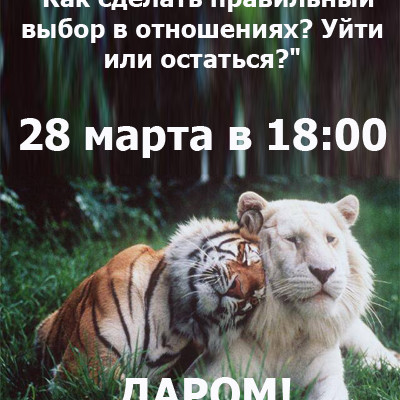 "Как сделать правильный
выбор в отношениях? Уйти
или остаться?"
28 марта в 18:00
ДАРОМ!